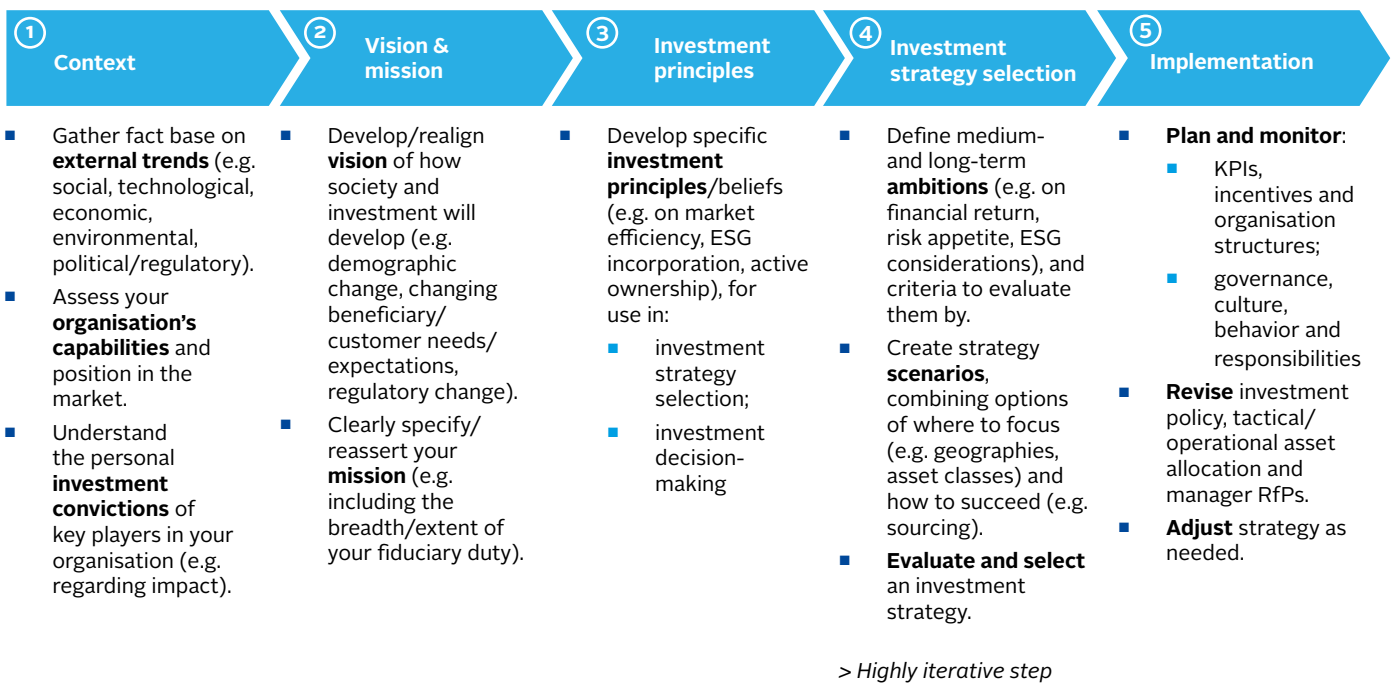 1
Context
■ Gather fact base on
external trends (e.g.
social, technological,
economic,
environmental,
political/regulatory).
■ Assess your
organisation's
capabilities and
position in the
market.
■ Understand
the personal
investment
convictions of
key players in your
organisation (e.g.
regarding impact).
2
Vision &
mission
■ Develop/realign
vision of how
society and
investment will
develop (e.g.
demographic
change, changing
beneficiary/
customer needs/
expectations,
regulatory change).
■ Clearly specify/
reassert your
mission (e.g.
including the
breadth/extent of
your fiduciary duty).
3
Investment
principles
■ Develop specific
investment
principles/beliefs
(e.g. on market
efficiency, ESG
incorporation, active
ownership), for
use in:
■ investment
strategy
selection;
■ investment
decision-
making
4
Investment
strategy selection
■ Define medium-
and long-term
ambitions (e.g. on
financial return,
risk appetite, ESG
considerations), and
criteria to evaluate
them by.
■ Create strategy
scenarios,
combining options
of where to focus
(e.g. geographies,
asset classes) and
how to succeed (e.g.
sourcing).
■ Evaluate and select
an investment
strategy.
> Highly iterative step
5
Implementation
■ Plan and monitor:
■ KPIs,
incentives and
organisation
structures;
■ governance,
culture,
behavior and
responsibilities
■ Revise investment
policy, tactical/
operational asset
allocation and
manager RfPs.
■ Adjust strategy as
needed.